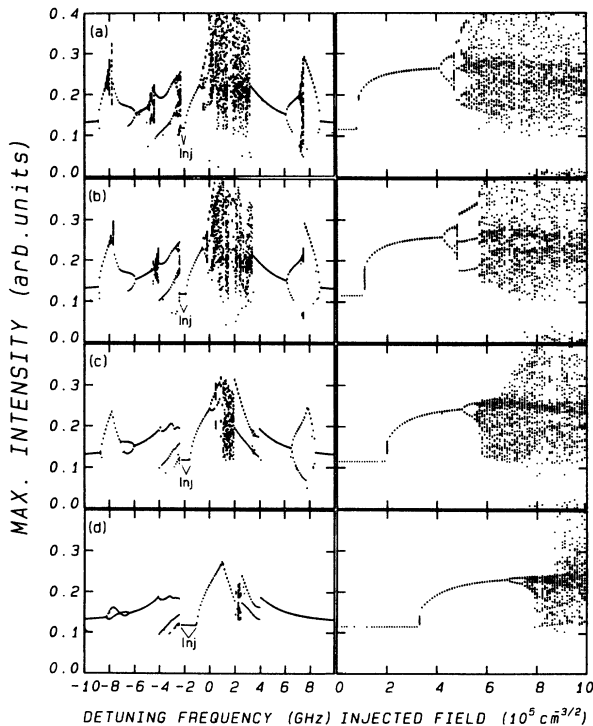 MAX. INTENSITY (arb.units)
(a)
0.4
0.3
0.2
0.1
0.0
Inj
(b)
0.3
0.2
0.1
0.0
Inj
(c)
0.3
0.2
0.1
0.0
Inj
(d)
0.3
0.2
0.1
0.0
Inj
-10 -8 -6 -4 -2 0 2 4 6 8 0 2 4 6 8 10
DETUNING FREQUENCY (GHz) INJECTED FIELD (10⁵ cm⁻³/²)